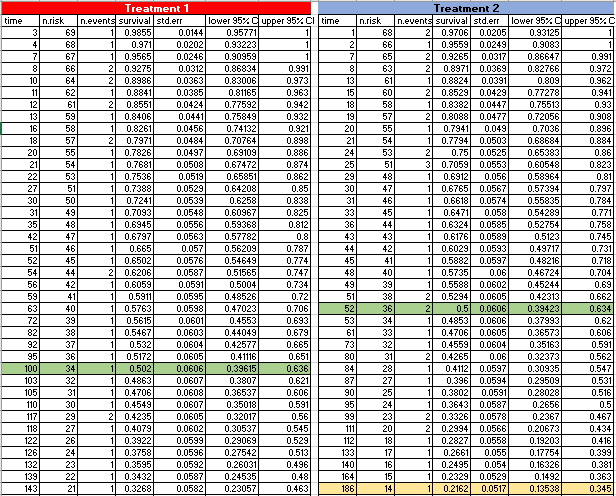 Treatment 1 Treatment 2
time n.risk n.events survival std.err lower 95% C upper 95% CI time n.risk n.events survival std.err lower 95% C upper 95% C
3 69 1 0.9855 0.0144 0.95771 1 1 68 2 0.9706 0.0205 0.93125 1
4 68 1 0.971 0.0202 0.93223 1 2 66 1 0.9559 0.0249 0.9083 1
7 67 1 0.9565 0.0246 0.90959 1 7 65 2 0.9265 0.0317 0.86647 0.991
8 66 2 0.9275 0.0312 0.86834 0.991 8 63 2 0.8971 0.0369 0.82766 0.972
10 64 2 0.8986 0.0363 0.83006 0.973 13 61 1 0.8824 0.0391 0.809 0.962
11 62 1 0.8841 0.0385 0.81165 0.963 15 60 2 0.8529 0.0429 0.77278 0.941
12 61 2 0.8551 0.0424 0.77592 0.942 18 58 1 0.8382 0.0447 0.75513 0.93
13 59 1 0.8406 0.0441 0.75849 0.932 19 57 2 0.8088 0.0477 0.72056 0.908
16 58 1 0.8261 0.0456 0.74132 0.921 20 55 1 0.7941 0.049 0.7036 0.896
18 57 2 0.7971 0.0484 0.70764 0.898 21 54 1 0.7794 0.0503 0.68684 0.884
20 55 1 0.7826 0.0497 0.69109 0.886 24 53 2 0.75 0.0525 0.65383 0.86
21 54 1 0.7681 0.0508 0.67472 0.874 25 51 3 0.7059 0.0553 0.60548 0.823
22 53 1 0.7536 0.0519 0.65851 0.862 29 48 1 0.6912 0.056 0.58964 0.81
27 51 1 0.7388 0.0529 0.64208 0.85 30 47 1 0.6765 0.0567 0.57394 0.797
30 50 1 0.7241 0.0539 0.6258 0.838 31 46 1 0.6618 0.0574 0.55835 0.784
31 49 1 0.7093 0.0548 0.60967 0.825 33 45 1 0.6471 0.058 0.54289 0.771
35 48 1 0.6945 0.0556 0.59368 0.812 36 44 1 0.6324 0.0585 0.52754 0.758
42 47 1 0.6797 0.0563 0.57782 0.8 43 43 1 0.6176 0.0589 0.5123 0.745
51 46 1 0.665 0.057 0.56209 0.787 44 42 1 0.6029 0.0593 0.49717 0.731
52 45 1 0.6502 0.0576 0.54649 0.774 45 41 1 0.5882 0.0597 0.48216 0.718
54 44 2 0.6206 0.0587 0.51565 0.747 48 40 1 0.5735 0.06 0.46724 0.704
56 42 1 0.6059 0.0591 0.5004 0.734 49 39 1 0.5588 0.0602 0.45244 0.69
59 41 1 0.5911 0.0595 0.48526 0.72 51 38 2 0.5294 0.0605 0.42313 0.662
63 40 1 0.5763 0.0598 0.47023 0.706 52 36 2 0.5 0.0606 0.39423 0.634
72 39 1 0.5615 0.0601 0.4553 0.693 53 34 1 0.4853 0.0606 0.37993 0.62
82 38 1 0.5467 0.0603 0.44049 0.679 61 33 1 0.4706 0.0605 0.36573 0.606
92 37 1 0.532 0.0604 0.42577 0.665 72 32 1 0.4559 0.0604 0.35163 0.591
95 36 1 0.5172 0.0605 0.41116 0.651 80 31 2 0.4265 0.06 0.32373 0.562
100 34 1 0.502 0.0606 0.39615 0.636 84 28 1 0.4112 0.0597 0.30935 0.547
103 32 1 0.4863 0.0607 0.3807 0.621 87 27 1 0.396 0.0594 0.29509 0.531
105 31 1 0.4706 0.0608 0.36537 0.606 90 25 1 0.3802 0.0591 0.28028 0.516
110 30 1 0.4549 0.0607 0.35018 0.591 95 24 1 0.3643 0.0587 0.2656 0.5
117 29 2 0.4235 0.0605 0.32017 0.56 99 23 2 0.3326 0.0578 0.2367 0.467
118 27 1 0.4079 0.0602 0.30537 0.545 111 20 2 0.2994 0.0566 0.20673 0.434
122 26 1 0.3922 0.0599 0.29069 0.529 112 18 1 0.2827 0.0558 0.19203 0.416
126 24 1 0.3758 0.0596 0.27542 0.513 133 17 1 0.2661 0.055 0.17754 0.399
132 23 1 0.3595 0.0592 0.26031 0.496 140 16 1 0.2495 0.054 0.16326 0.381
139 22 1 0.3432 0.0587 0.24535 0.48 164 15 1 0.2329 0.0529 0.1492 0.363
143 21 1 0.3268 0.0582 0.23057 0.463 186 14 1 0.2162 0.0517 0.13538 0.345